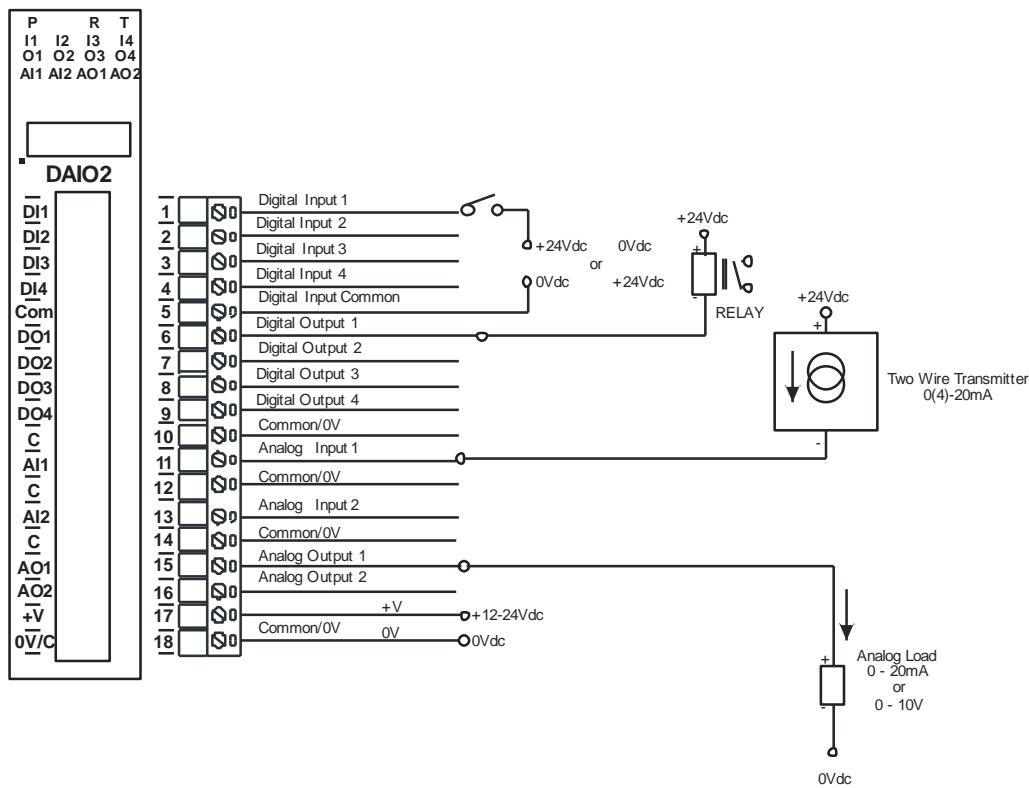 P R T
I1 I2 I3 I4
O1 O2 O3 O4
AI1 AI2 AO1 AO2
DAIO2
DI1
DI2
DI3
DI4
Com
DO1
DO2
DO3
DO4
C
AI1
C
AI2
C
AO1
AO2
+V
0V/C
1 Digital Input 1
2 Digital Input 2
3 Digital Input 3
4 Digital Input 4
5 Digital Input Common
6 Digital Output 1
7 Digital Output 2
8 Digital Output 3
9 Digital Output 4
10 Common/0V
11 Analog Input 1
12 Common/0V
13 Analog Input 2
14 Common/0V
15 Analog Output 1
16 Analog Output 2
17 +V +12-24Vdc
18 Common/0V 0V 0Vdc
+24Vdc 0Vdc
or
0Vdc +24Vdc
+24Vdc
+
-
RELAY
+24Vdc
+
-
Two Wire Transmitter
0(4)-20mA
+
-
Analog Load
0 - 20mA
or
0 - 10V
0Vdc